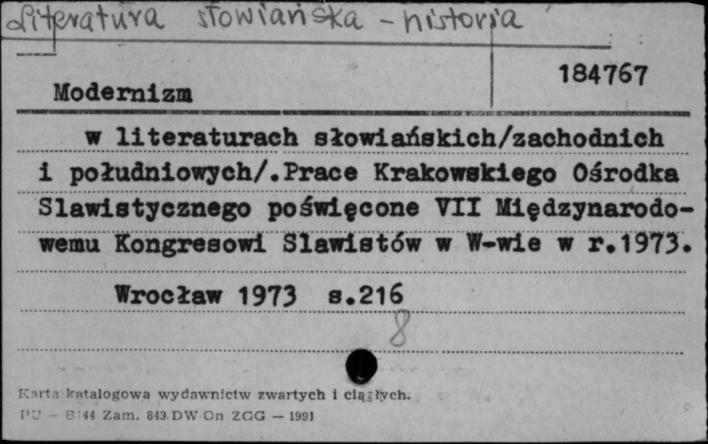 Literatura słowiańska - historia
184767
Modernizm
w literaturach słowiańskich/zachodnich
i południowych/.Prace Krakowskiego Ośrodka
Slawistycznego poświęcone VII Międzynarodo-
wemu Kongresowi Slawistów w W-wie w r.1973.
Wrocław 1973 s.216
8
Karta katalogowa wydawnictw zwartych i ciągłych.
PU — B144 Zam. 843.DW On ZGG — 1991